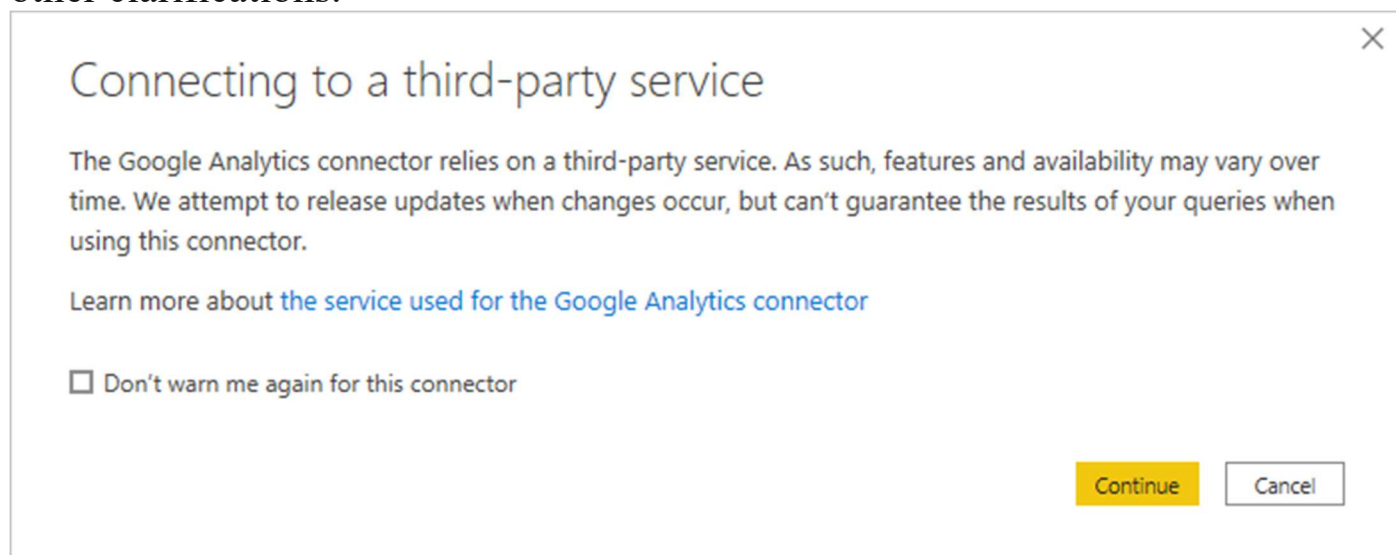 other clarifications.
Connecting to a third-party service
The Google Analytics connector relies on a third-party service. As such, features and availability may vary over
time. We attempt to release updates when changes occur, but can't guarantee the results of your queries when
using this connector.
Learn more about the service used for the Google Analytics connector
Don't warn me again for this connector
Continue Cancel